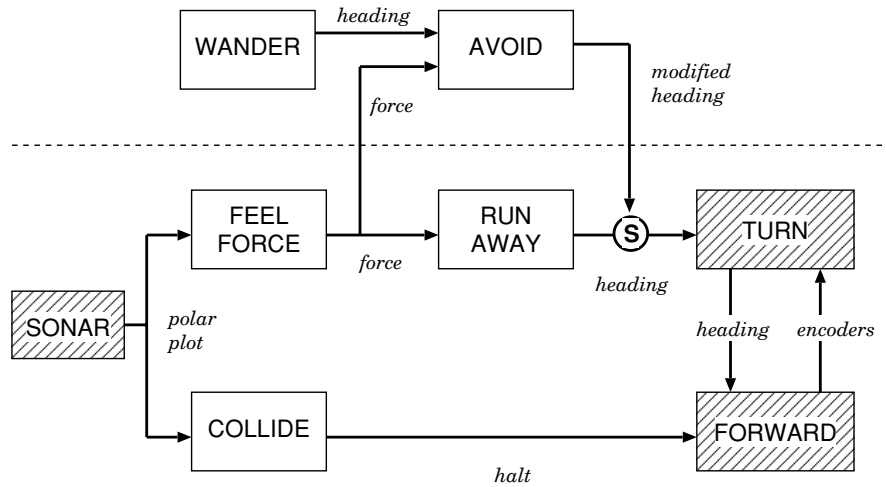 heading
WANDER
AVOID
modified
heading
force
FEEL
FORCE
RUN
AWAY
S
TURN
force
heading
SONAR
polar
plot
heading
encoders
COLLIDE
FORWARD
halt